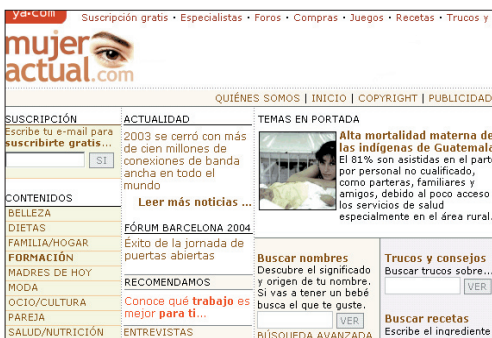 ya.com
Suscripción gratis • Especialistas • Foros • Compras • Juegos • Recetas • Trucos y
mujer
actual.com
QUIÉNES SOMOS | INICIO | COPYRIGHT | PUBLICIDAD
SUSCRIPCIÓN
Escribe tu e-mail para
suscribirte gratis...
SI
CONTENIDOS
BELLEZA
DIETAS
FAMILIA/HOGAR
FORMACIÓN
MADRES DE HOY
MODA
OCIO/CULTURA
PAREJA
SALUD/NUTRICIÓN
ACTUALIDAD
2003 se cerró con más
de cien millones de
conexiones de banda
ancha en todo el
mundo
Leer más noticias ...
FÓRUM BARCELONA 2004
Éxito de la jornada de
puertas abiertas
RECOMENDAMOS
Conoce qué trabajo es
mejor para ti...
ENTREVISTAS
TEMAS EN PORTADA
Alta mortalidad materna de
las indígenas de Guatemala
El 81% son asistidas en el parto
por personal no cualificado,
como parteras, familiares y
amigos, debido al poco acceso
los servicios de salud
especialmente en el área rural.
Buscar nombres
Descubre el significado
y origen de tu nombre.
Si vas a tener un bebé
busca el que te guste.
VER
BÚSQUEDA AVANZADA
Trucos y consejos
Buscar trucos sobre...
VER
Buscar recetas
Escribe el ingrediente